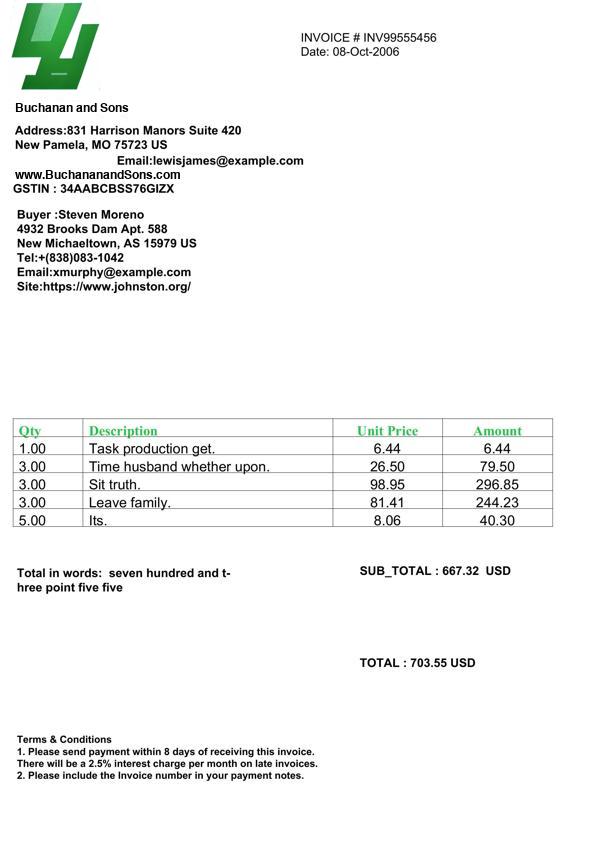 INVOICE # INV99555456
Date: 08-Oct-2006
Buchanan and Sons
Address:831 Harrison Manors Suite 420
New Pamela, MO 75723 US
Email:lewisjames@example.com
www.BuchananandSons.com
GSTIN : 34AABCBSS76GIZX
Buyer :Steven Moreno
4932 Brooks Dam Apt. 588
New Michaeltown, AS 15979 US
Tel:+(838)083-1042
Email:xmurphy@example.com
Site:https://www.johnston.org/
Qty Description Unit Price Amount
1.00 Task production get. 6.44 6.44
3.00 Time husband whether upon. 26.50 79.50
3.00 Sit truth. 98.95 296.85
3.00 Leave family. 81.41 244.23
5.00 Its. 8.06 40.30
Total in words: seven hundred and t-
hree point five five
SUB_TOTAL : 667.32 USD
TOTAL : 703.55 USD
Terms & Conditions
1. Please send payment within 8 days of receiving this invoice.
There will be a 2.5% interest charge per month on late invoices.
2. Please include the Invoice number in your payment notes.